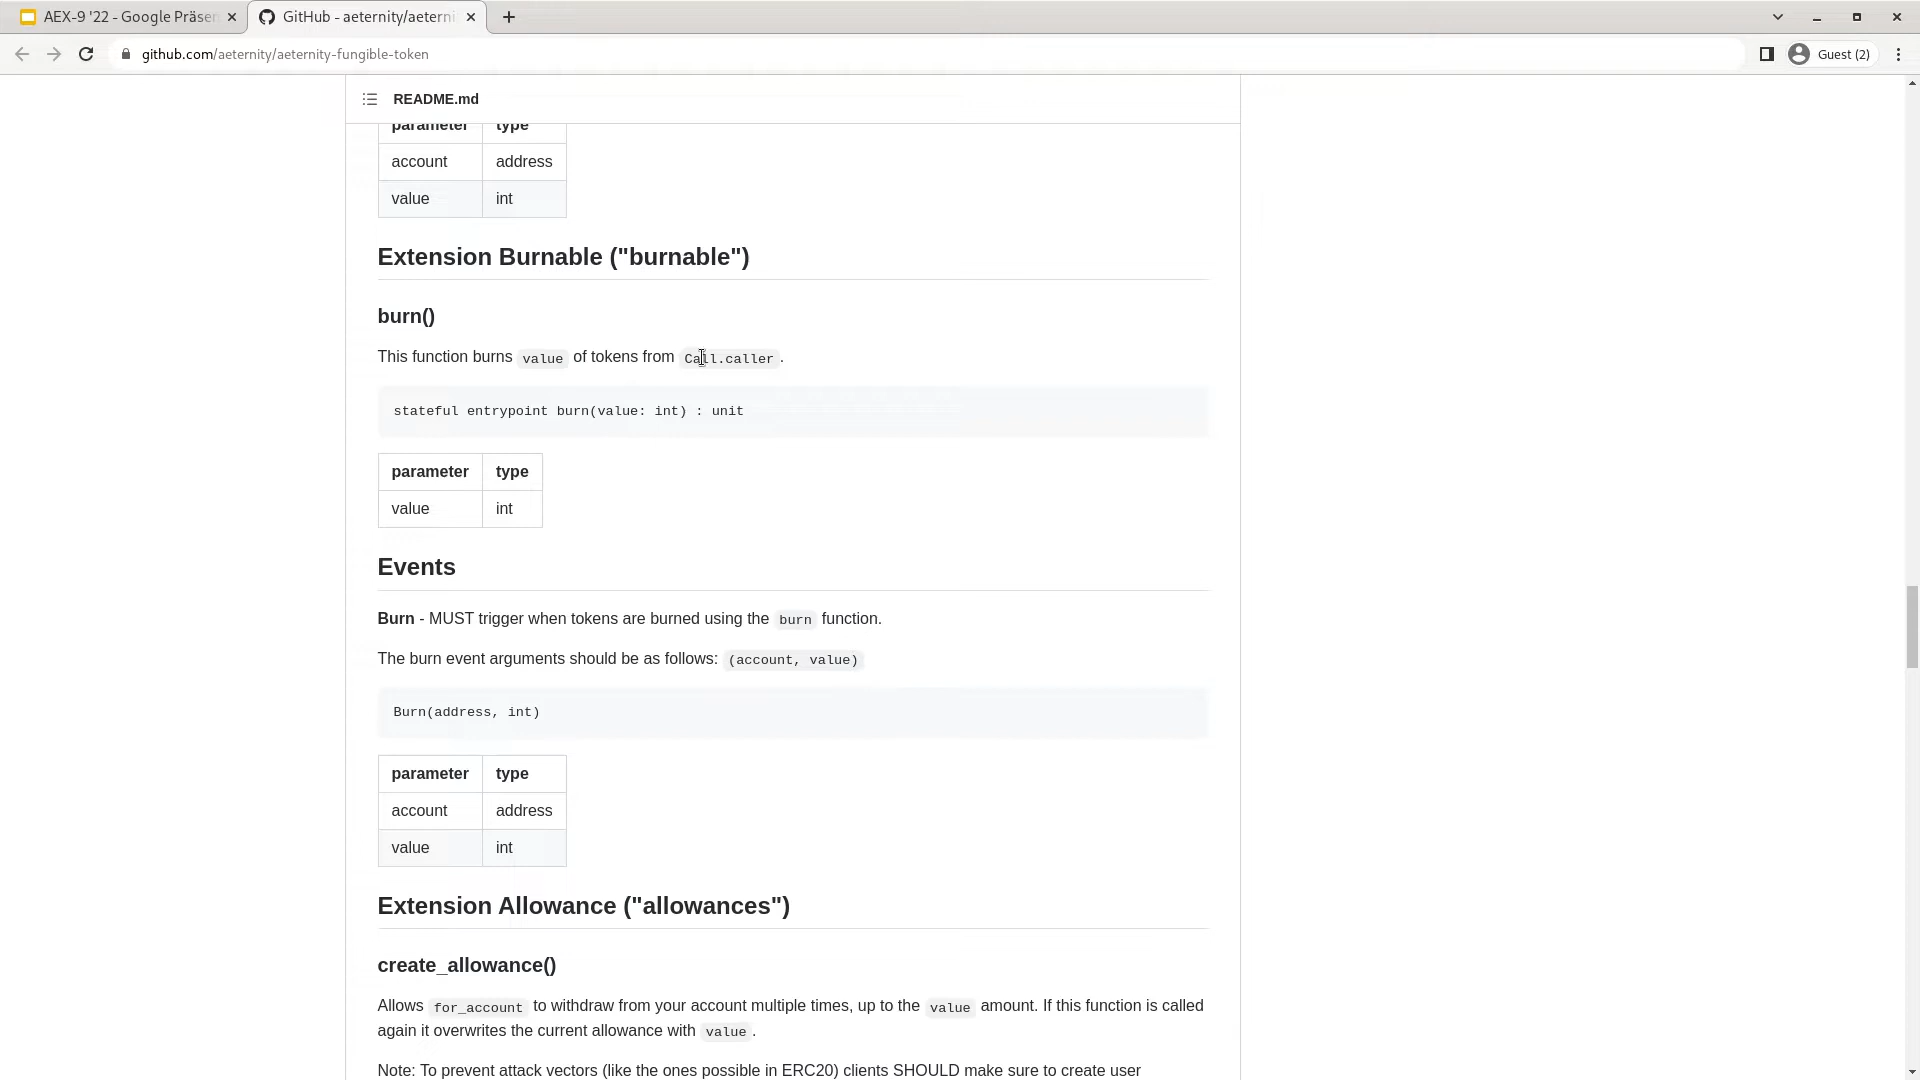 AEX-9 '22 - Google Präsen
GitHub - aeternity/aeterni
github.com/aeternity/aeternity-fungible-token
Guest (2)
README.md
parameter type
account address
value int
Extension Burnable ("burnable")
burn()
This function burns value of tokens from Call.caller .
stateful entrypoint burn(value: int) : unit
parameter type
value int
Events
Burn - MUST trigger when tokens are burned using the burn function.
The burn event arguments should be as follows: (account, value)
Burn(address, int)
parameter type
account address
value int
Extension Allowance ("allowances")
create_allowance()
Allows for_account to withdraw from your account multiple times, up to the value amount. If this function is called
again it overwrites the current allowance with value .
Note: To prevent attack vectors (like the ones possible in ERC20) clients SHOULD make sure to create user